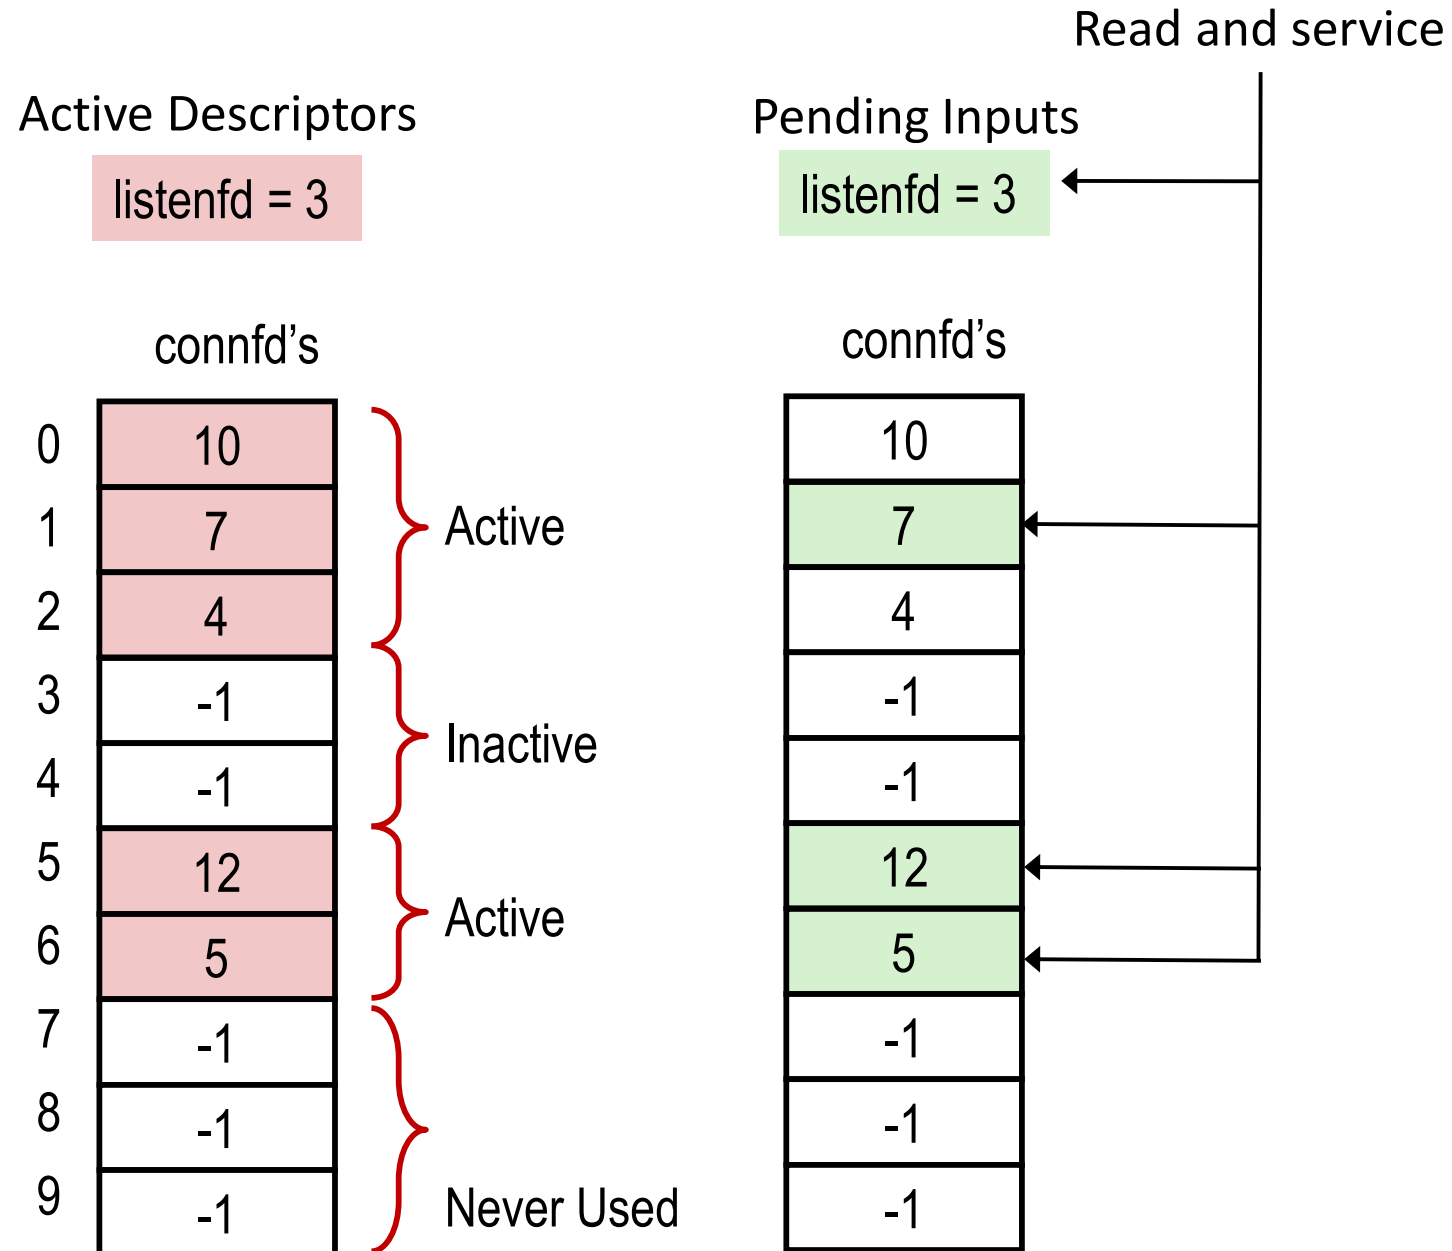 Read and service
Active Descriptors
listenfd = 3
connfd's
0 10
1 7
2 4
3 -1
4 -1
5 12
6 5
7 -1
8 -1
9 -1
Active
Inactive
Active
Never Used
Pending Inputs
listenfd = 3
connfd's
10
7
4
-1
-1
12
5
-1
-1
-1